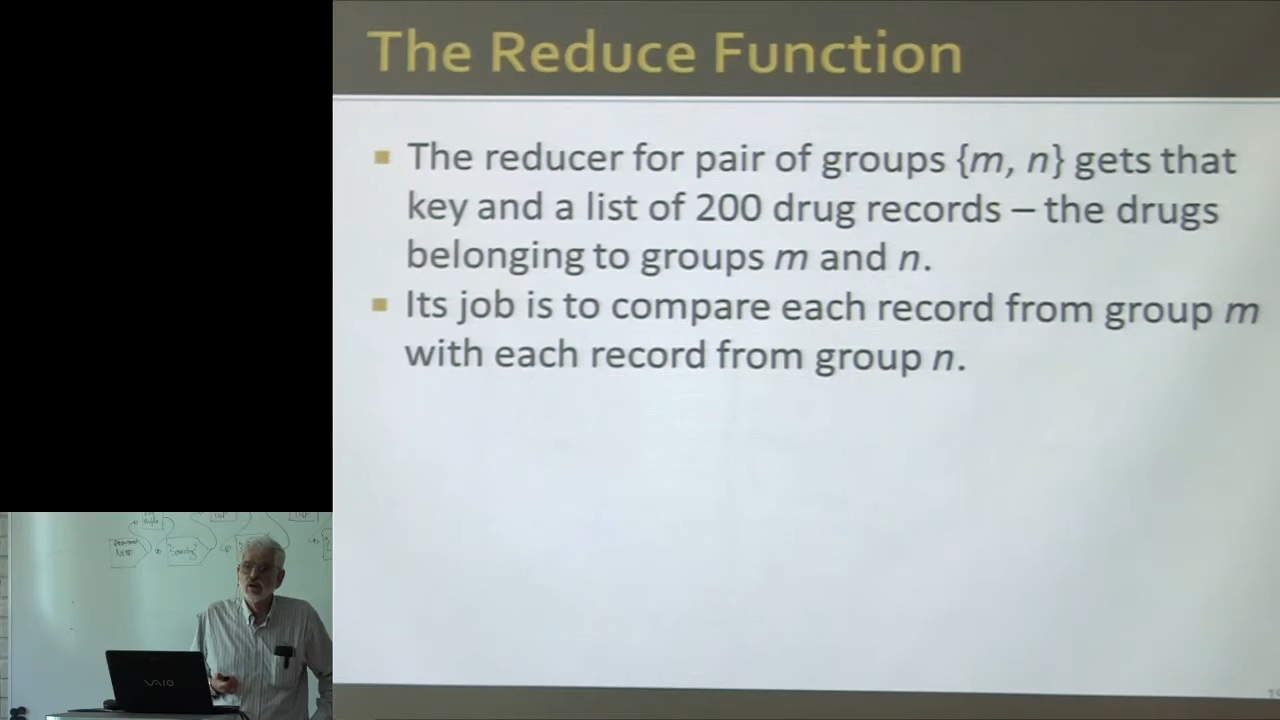 The Reduce Function
The reducer for pair of groups {m, n} gets that
key and a list of 200 drug records – the drugs
belonging to groups m and n.
Its job is to compare each record from group m
with each record from group n.
VAIO